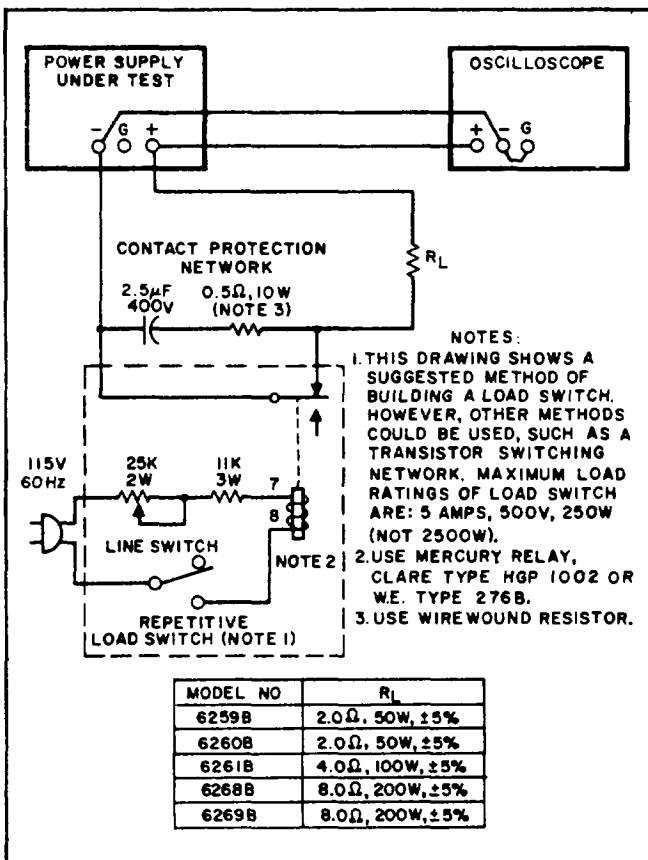 POWER SUPPLY
UNDER TEST
- G +
OSCILLOSCOPE
+ - G
CONTACT PROTECTION
NETWORK
2.5µF
400V
0.5Ω, 10W
(NOTE 3)
RL
115V
60Hz
25K
2W
11K
3W
7
8
LINE SWITCH
NOTE 2
REPETITIVE
LOAD SWITCH (NOTE 1)
NOTES:
1. THIS DRAWING SHOWS A
SUGGESTED METHOD OF
BUILDING A LOAD SWITCH.
HOWEVER, OTHER METHODS
COULD BE USED, SUCH AS A
TRANSISTOR SWITCHING
NETWORK. MAXIMUM LOAD
RATINGS OF LOAD SWITCH
ARE: 5 AMPS, 500V, 250W
(NOT 2500W).
2. USE MERCURY RELAY,
CLARE TYPE HGP 1002 OR
W.E. TYPE 276B.
3. USE WIREWOUND RESISTOR.
MODEL NO RL
6259B 2.0Ω, 50W, ±5%
6260B 2.0Ω, 50W, ±5%
6261B 4.0Ω, 100W, ±5%
6268B 8.0Ω, 200W, ±5%
6269B 8.0Ω, 200W, ±5%